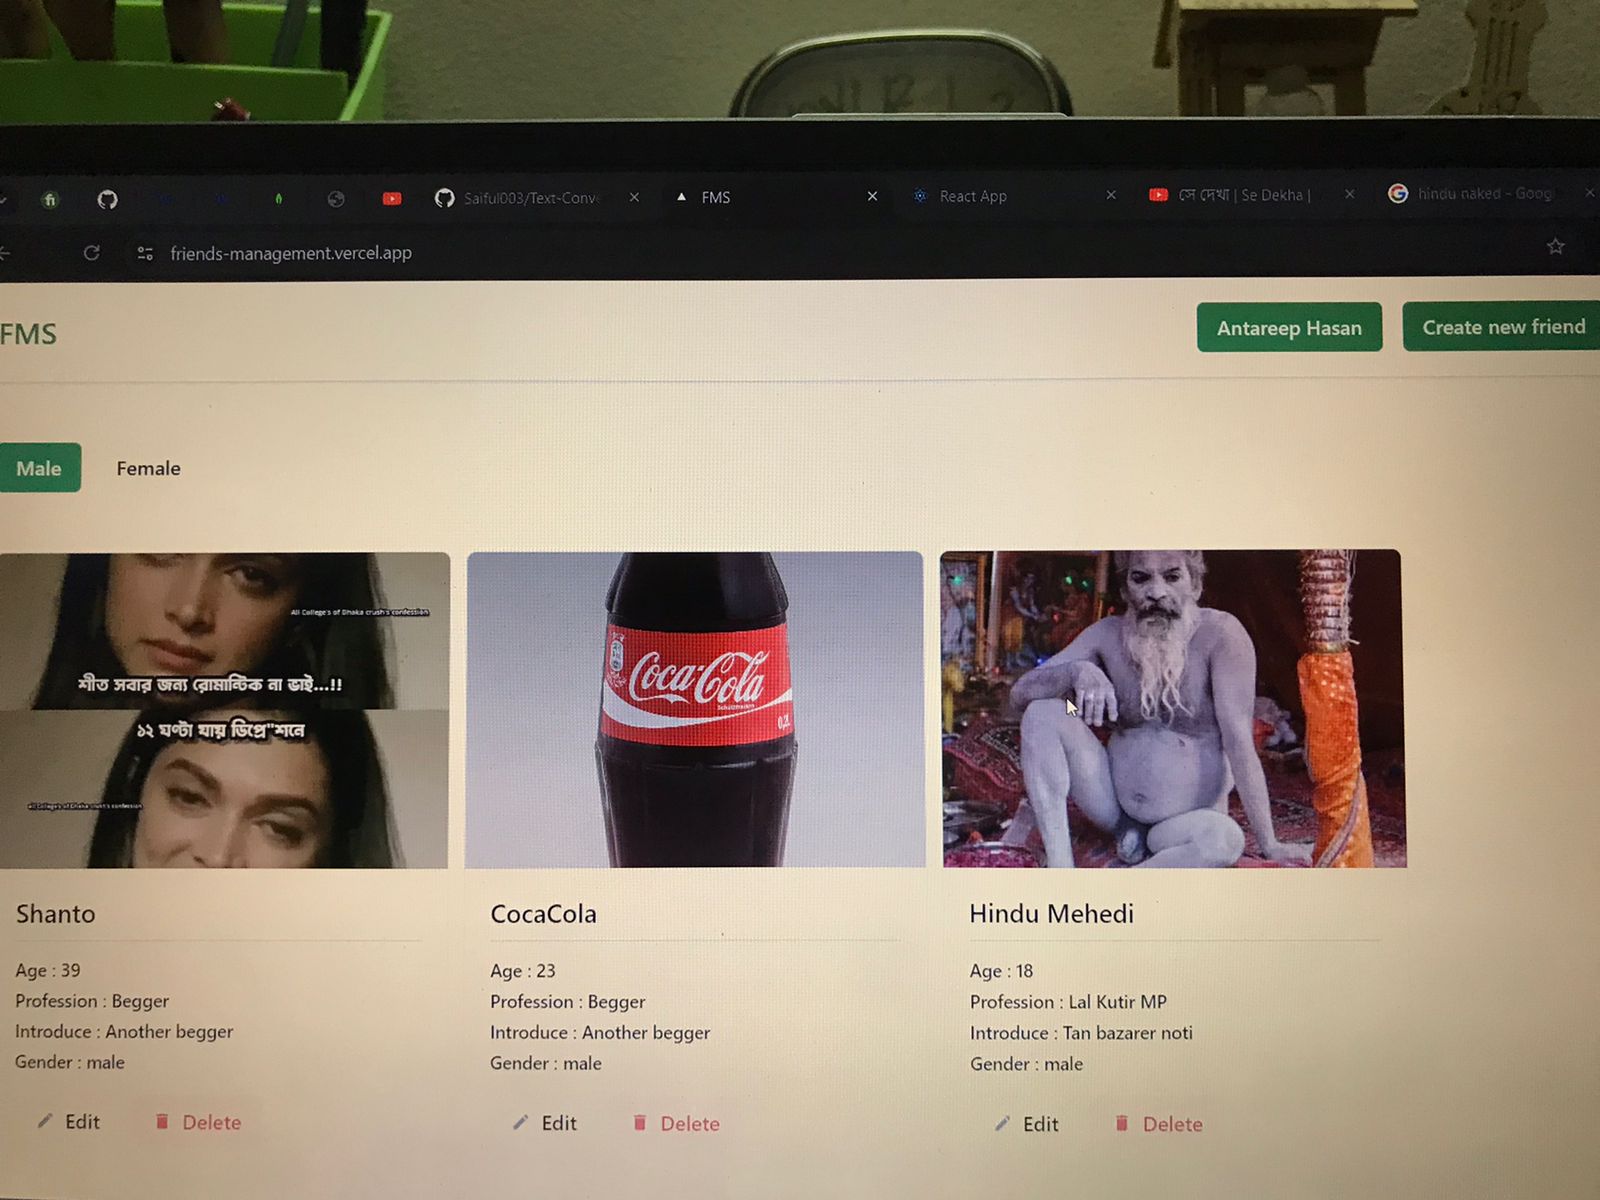 Saiful003/Text-Conv
FMS
React App
সে দেখা | Se Dekha |
hindu naked - Goog
friends-management.vercel.app
FMS
Antareep Hasan
Create new friend
Male
Female
All College's of Dhaka crush's confession
শীত সবার জন্য রোমান্টিক না ভাই...!!
১২ ঘণ্টা যায় ডিপ্রে"শনে
All College's of Dhaka crush's confession
Coca-Cola
Schutzmarke
0,2L
Shanto
Age : 39
Profession : Begger
Introduce : Another begger
Gender : male
Edit
Delete
CocaCola
Age : 23
Profession : Begger
Introduce : Another begger
Gender : male
Edit
Delete
Hindu Mehedi
Age : 18
Profession : Lal Kutir MP
Introduce : Tan bazarer noti
Gender : male
Edit
Delete